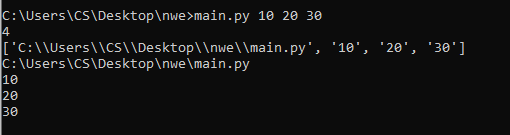 C:\Users\CS\Desktop\nwe>main.py 10 20 30
4
['C:\\Users\\CS\\Desktop\\nwe\\main.py', '10', '20', '30']
C:\Users\CS\Desktop\nwe\main.py
10
20
30